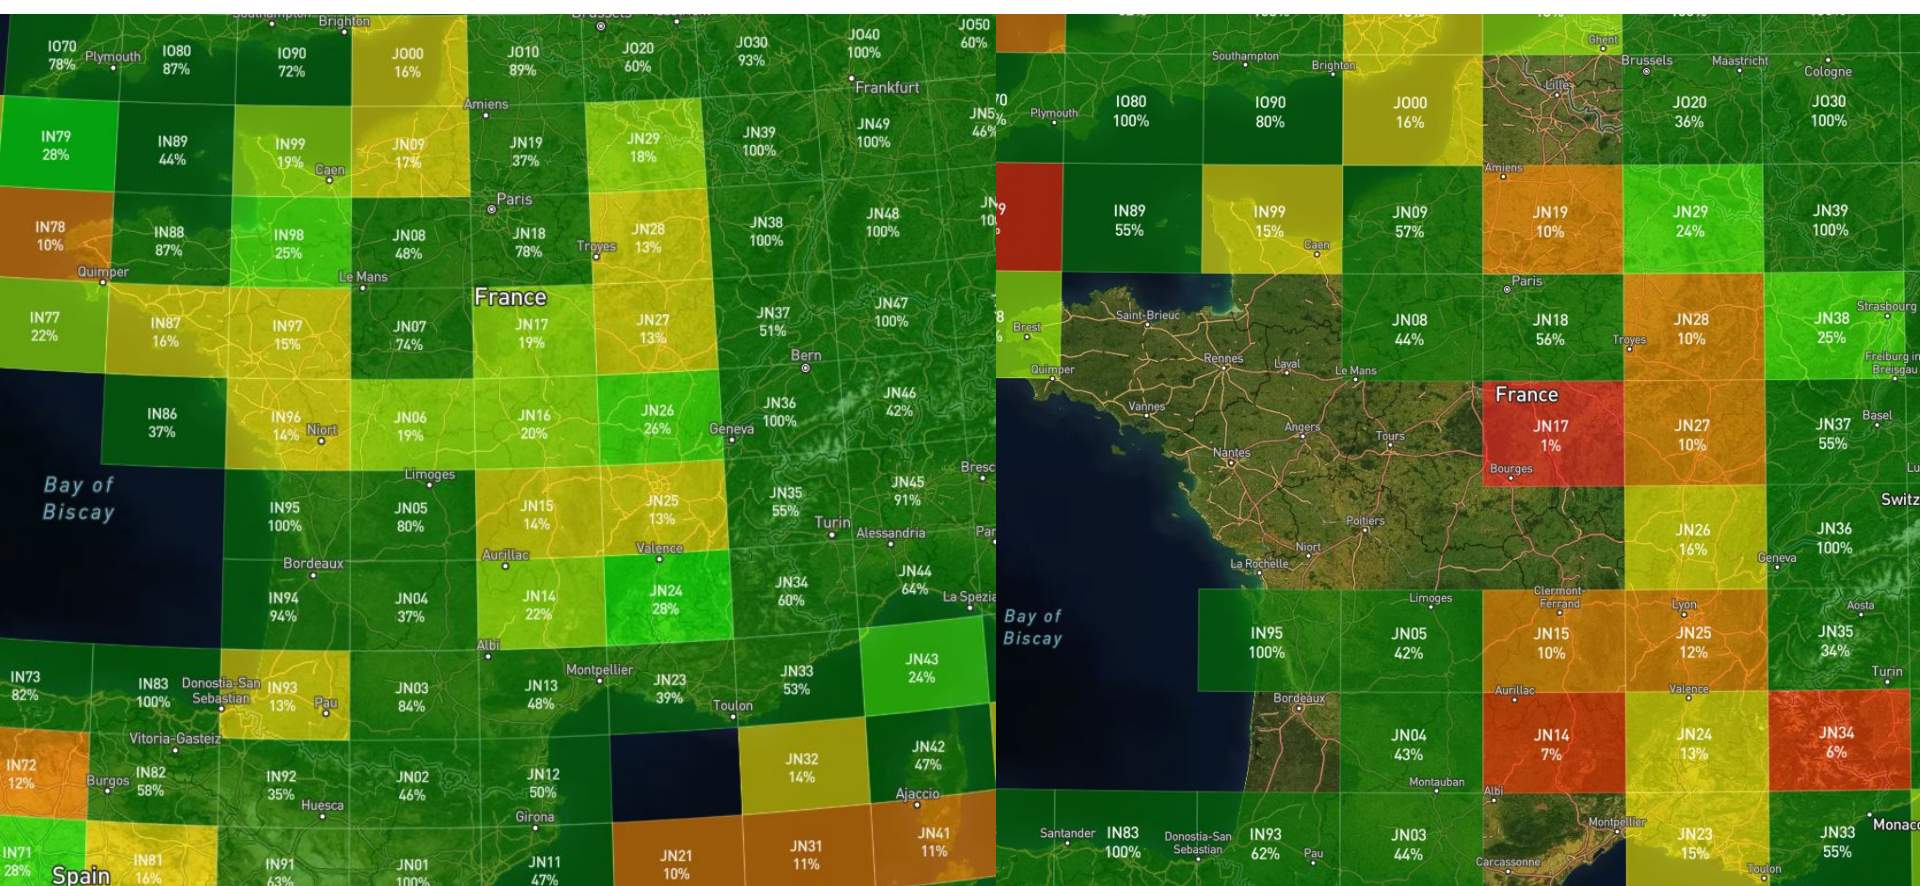 Brighton
JO50
60%
IO70
78%
Plymouth
IO80
87%
IO90
72%
JO00
16%
JO10
89%
JO20
60%
JO30
93%
JO40
100%
Frankfurt
Amiens
IN79
28%
IN89
44%
IN99
19%
Caen
JN09
17%
JN19
37%
JN29
18%
JN39
100%
JN49
100%
46%
IN78
10%
Quimper
IN88
87%
IN98
25%
JN08
48%
Le Mans
Paris
JN18
78%
JN28
13%
Troyes
JN38
100%
JN48
100%
France
IN77
22%
IN87
16%
IN97
15%
JN07
74%
JN17
19%
JN27
13%
JN37
51%
JN47
100%
Bern
IN86
37%
IN96
14%
Niort
JN06
19%
JN16
20%
JN26
26%
Geneva
JN36
100%
JN46
42%
Limoges
Bay of
Biscay
IN95
100%
JN05
80%
JN15
14%
JN25
13%
JN35
55%
JN45
91%
Turin
Alessandria
Bordeaux
Aurillac
Valence
IN94
94%
JN04
37%
JN14
22%
JN24
28%
JN34
60%
JN44
64%
La Spezia
Albi
IN73
82%
IN83
100%
Donostia-San
Sebastian
IN93
13%
Pau
JN03
84%
JN13
48%
Montpellier
JN23
39%
JN33
53%
JN43
24%
Toulon
Vitoria-Gasteiz
IN72
12%
Burgos
IN82
58%
IN92
35%
Huesca
JN02
46%
JN12
50%
Girona
JN32
14%
JN42
47%
Ajaccio
IN71
28%
Spain
IN81
16%
IN91
63%
JN01
100%
JN11
47%
JN21
10%
JN31
11%
JN41
11%
Ghent
Southampton
Brighton
Brussels
Maastricht
Cologne
Plymouth
IO80
100%
IO90
80%
JO00
16%
Lille
JO20
36%
JO30
100%
Amiens
IN89
55%
IN99
15%
Caen
JN09
57%
JN19
10%
JN29
24%
JN39
100%
Paris
Brest
Quimper
Saint-Brieuc
Rennes
Laval
Le Mans
JN08
44%
JN18
56%
Troyes
JN28
10%
JN38
25%
Strasbourg
Freiburg in
Breisgau
France
Vannes
Angers
Tours
Nantes
JN17
1%
Bourges
JN27
10%
JN37
55%
Basel
Switz
Poitiers
Niort
La Rochelle
JN26
16%
Geneva
JN36
100%
Clermont-
Ferrand
Limoges
Lyon
Aosta
Bay of
Biscay
IN95
100%
JN05
42%
JN15
10%
JN25
12%
JN35
34%
Turin
Bordeaux
Aurillac
Valence
JN04
43%
JN14
7%
JN24
13%
JN34
6%
Montauban
Albi
Santander
IN83
100%
Donostia-San
Sebastian
IN93
62%
Pau
JN03
44%
Montpellier
Carcassonne
JN23
15%
Toulon
JN33
55%
Monaco